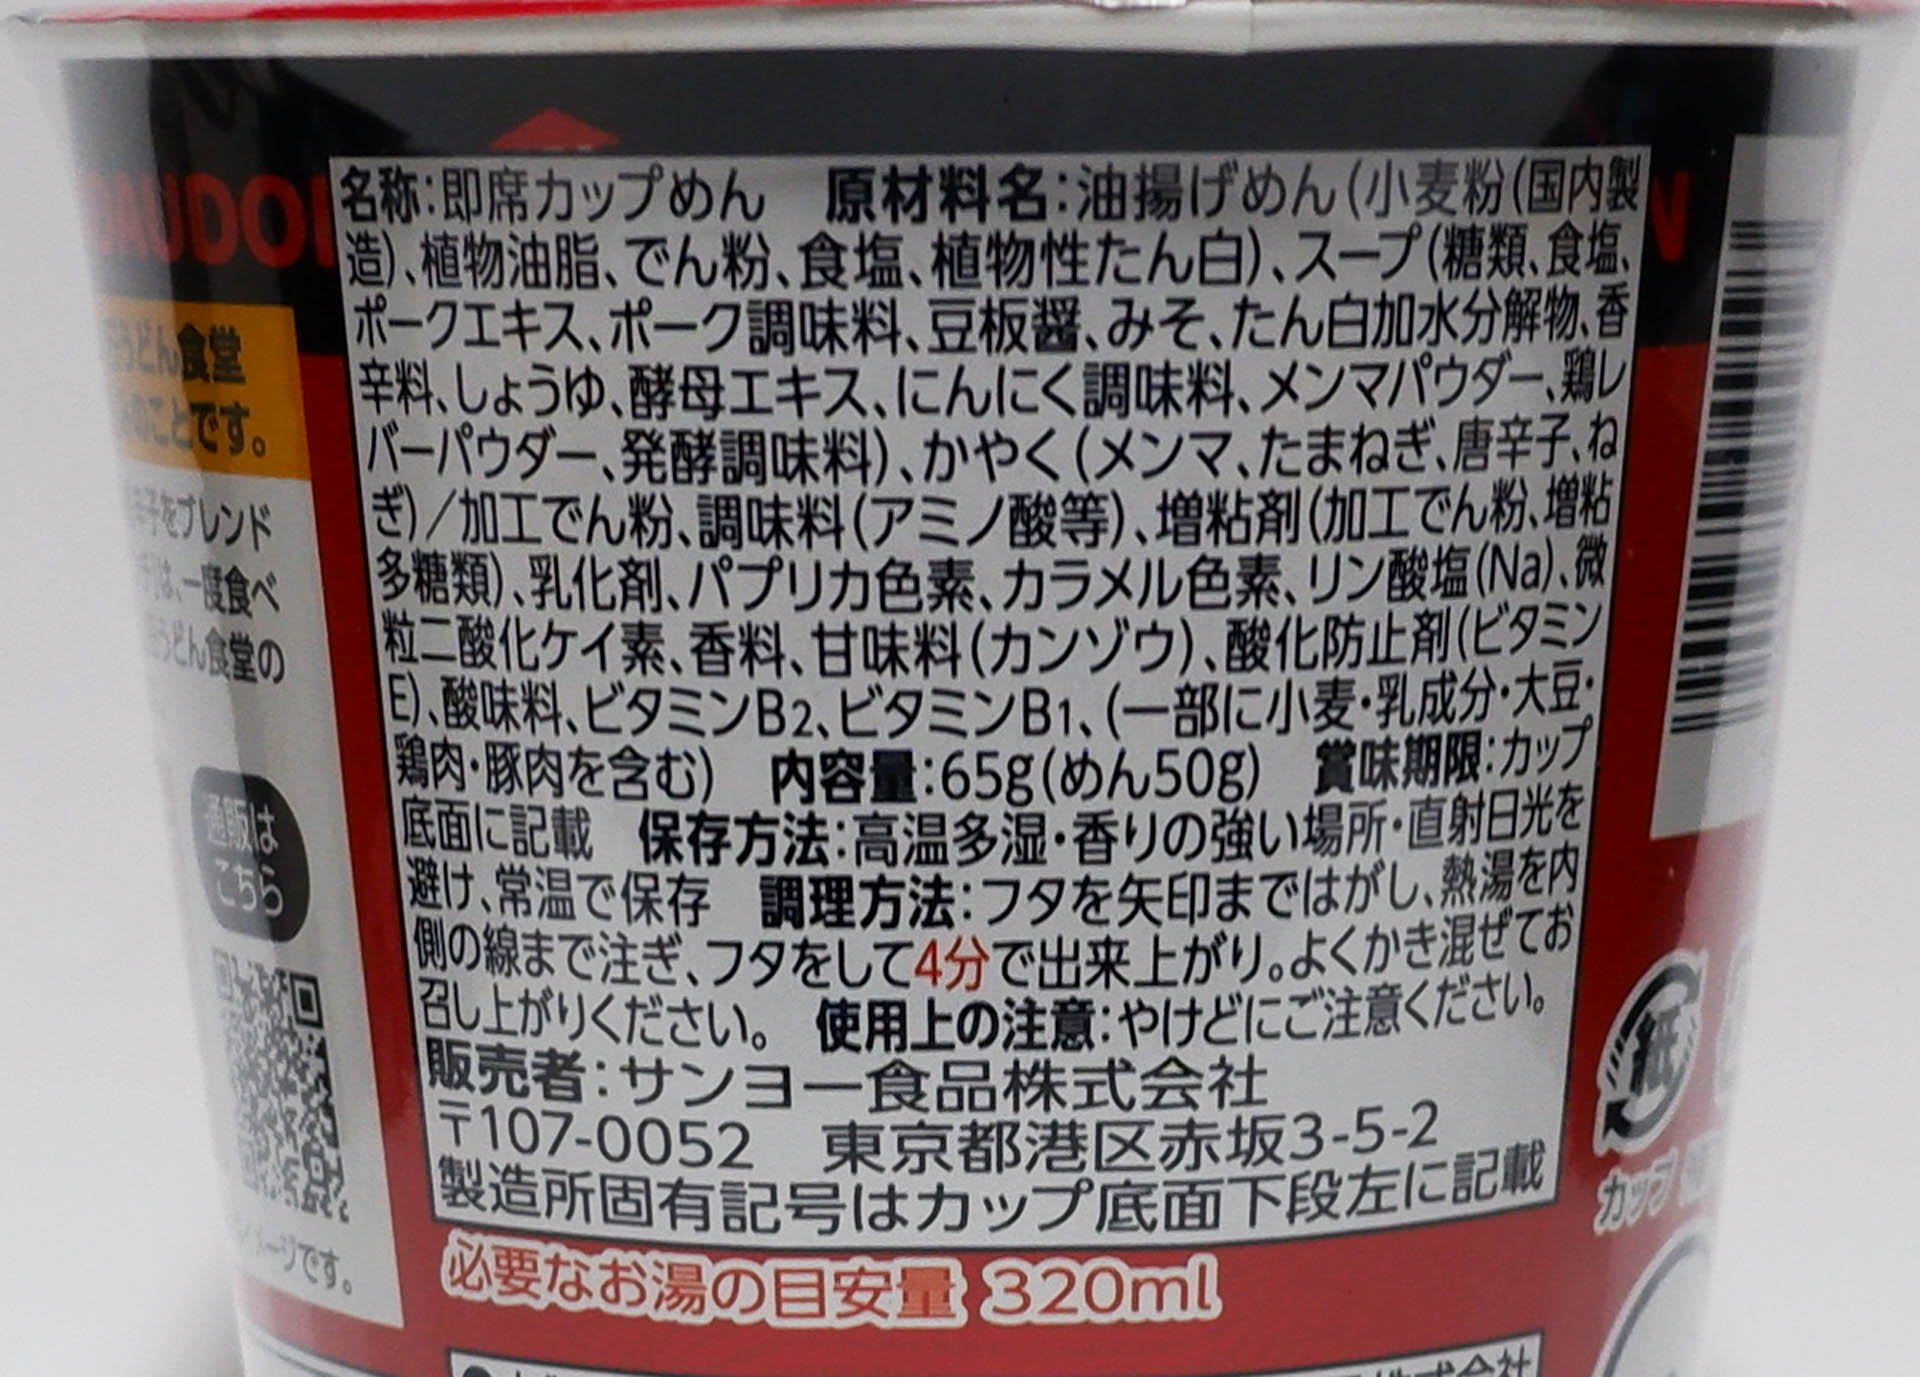 名称:即席カップめん　原材料名:油揚げめん(小麦粉(国内製
造)、植物油脂、でん粉、食塩、植物性たん白)、スープ(糖類、食塩、
ポークエキス、ポーク調味料、豆板醤、みそ、たん白加水分解物、香
辛料、しょうゆ、酵母エキス、にんにく調味料、メンマパウダー、鶏レ
バーパウダー、発酵調味料)、かやく(メンマ、たまねぎ、唐辛子、ね
ぎ)/加工でん粉、調味料(アミノ酸等)、増粘剤(加工でん粉、増粘
多糖類)、乳化剤、パプリカ色素、カラメル色素、リン酸塩(Na)、微
粒二酸化ケイ素、香料、甘味料(カンゾウ)、酸化防止剤(ビタミン
E)、酸味料、ビタミンB2、ビタミンB1、(一部に小麦・乳成分・大豆・
鶏肉・豚肉を含む)　内容量:65g(めん50g)　賞味期限:カップ
底面に記載　保存方法:高温多湿・香りの強い場所・直射日光を
避け、常温で保存　調理方法:フタを矢印まではがし、熱湯を内
側の線まで注ぎ、フタをして4分で出来上がり。よくかき混ぜてお
召し上がりください。　使用上の注意:やけどにご注意ください。
販売者:サンヨー食品株式会社
〒107-0052　東京都港区赤坂3-5-2
製造所固有記号はカップ底面下段左に記載
必要なお湯の目安量 320ml
うどん食堂
のことです。
をブレンド
は、一度食べ
うどん食堂の
通販は
こちら
イメージです。
紙
カップ
株式会社